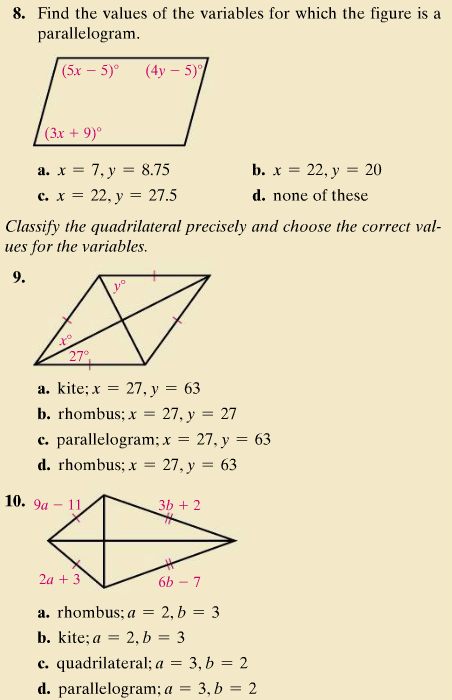 8. Find the values of the variables for which the figure is a
parallelogram.
(5x − 5)° (4y − 5)°
(3x + 9)°
a. x = 7, y = 8.75 b. x = 22, y = 20
c. x = 22, y = 27.5 d. none of these
Classify the quadrilateral precisely and choose the correct val-
ues for the variables.
9.
y°
x°
27°
a. kite; x = 27, y = 63
b. rhombus; x = 27, y = 27
c. parallelogram; x = 27, y = 63
d. rhombus; x = 27, y = 63
10. 9a − 11 3b + 2
2a + 3 6b − 7
a. rhombus; a = 2, b = 3
b. kite; a = 2, b = 3
c. quadrilateral; a = 3, b = 2
d. parallelogram; a = 3, b = 2